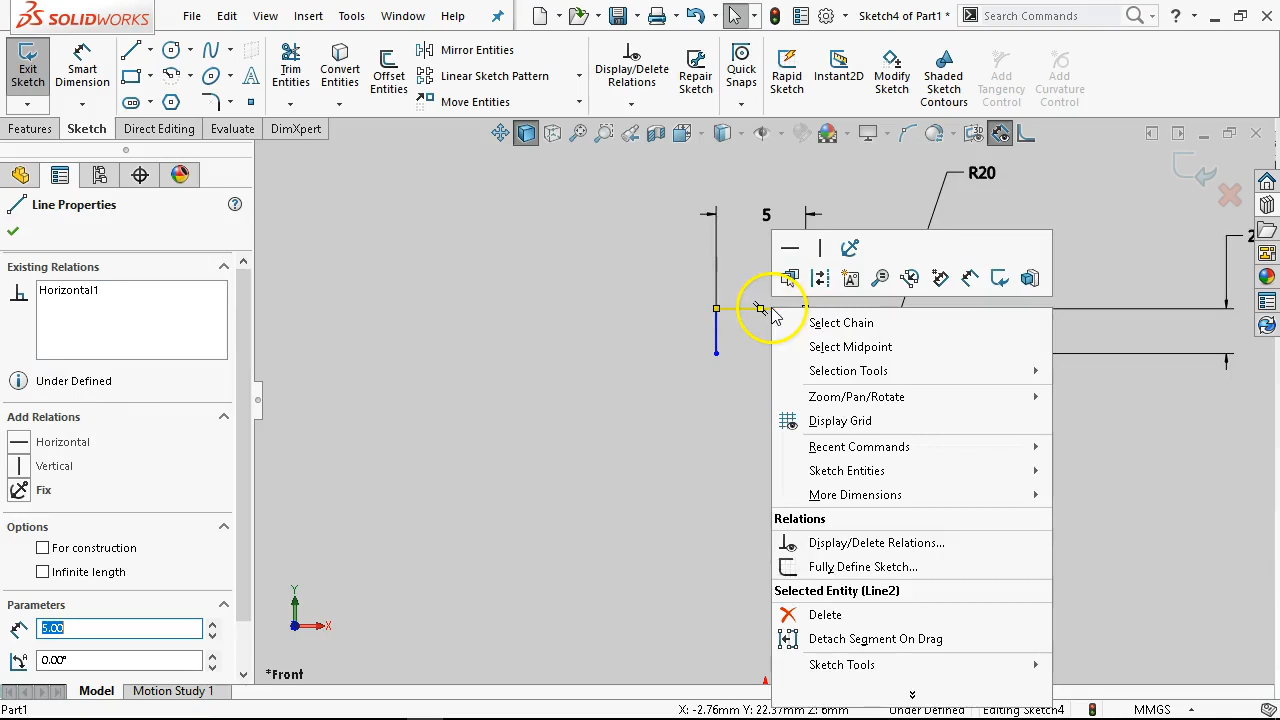 SOLIDWORKS File Edit View Insert Tools Window Help Sketch4 of Part1 * Search Commands ?
Exit Sketch
Smart Dimension
Trim Entities
Convert Entities
Offset Entities
Mirror Entities
Linear Sketch Pattern
Move Entities
Display/Delete Relations
Repair Sketch
Quick Snaps
Rapid Sketch
Instant2D
Modify Sketch
Shaded Sketch Contours
Add Tangency Control
Add Curvature Control
Features Sketch Direct Editing Evaluate DimXpert
Line Properties
Existing Relations
Horizontal1
Under Defined
Add Relations
Horizontal
Vertical
Fix
Options
For construction
Infinite length
Parameters
5.00
0.00°
R20
5
2
Select Chain
Select Midpoint
Selection Tools
Zoom/Pan/Rotate
Display Grid
Recent Commands
Sketch Entities
More Dimensions
Relations
Display/Delete Relations...
Fully Define Sketch...
Selected Entity (Line2)
Delete
Detach Segment On Drag
Sketch Tools
Y
X
*Front
Model Motion Study 1
Part1 X: -2.76mm Y: 22.37mm Z: 0mm Under Defined Editing Sketch4 MMGS